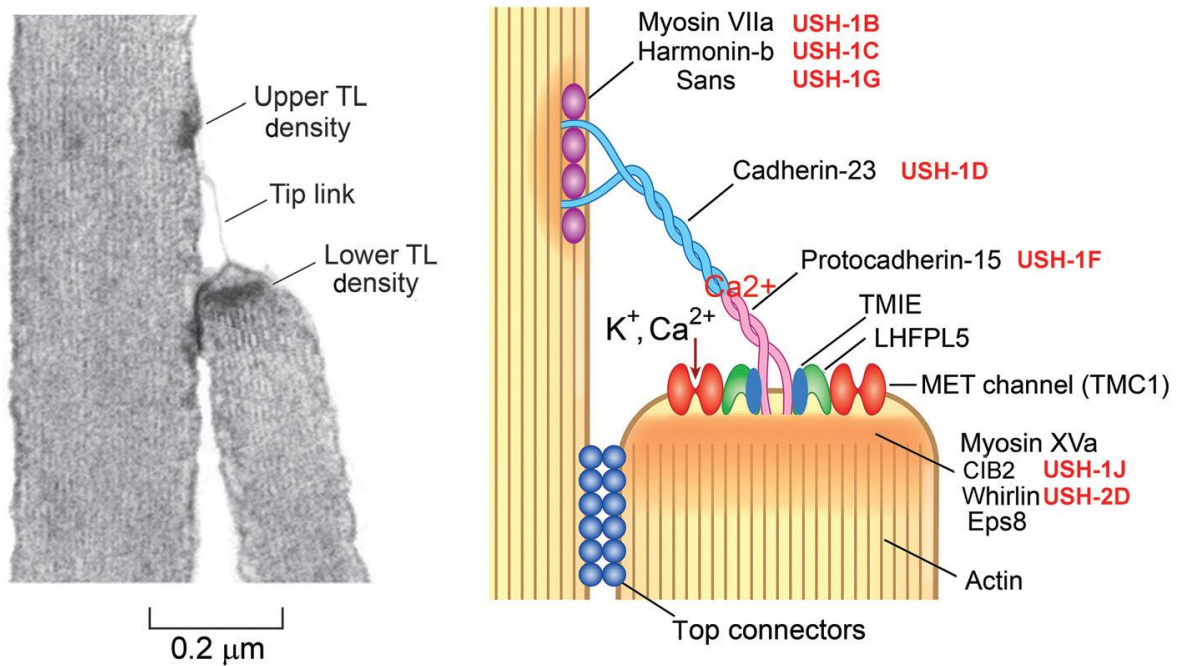 Upper TL
density
Tip link
Lower TL
density
0.2 μm
Myosin VIIa USH-1B
Harmonin-b USH-1C
Sans USH-1G
Cadherin-23 USH-1D
Protocadherin-15 USH-1F
Ca2+
K⁺, Ca²⁺
TMIE
LHFPL5
MET channel (TMC1)
Myosin XVa
CIB2 USH-1J
Whirlin USH-2D
Eps8
Actin
Top connectors